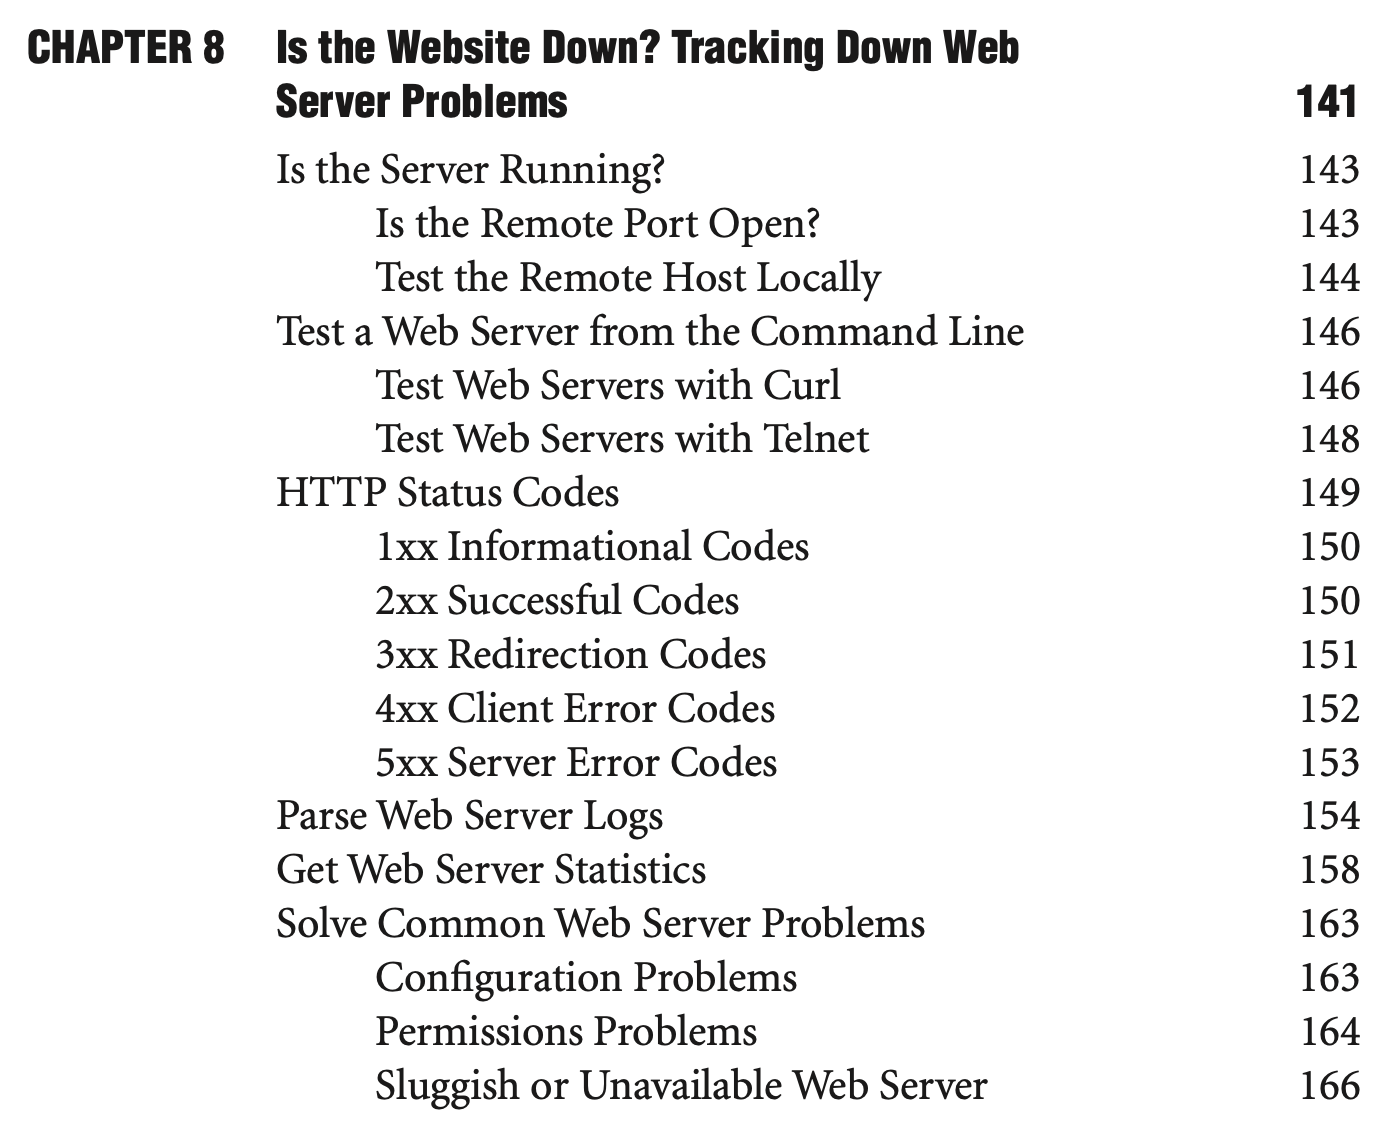 CHAPTER 8 Is the Website Down? Tracking Down Web
Server Problems 141
Is the Server Running? 143
Is the Remote Port Open? 143
Test the Remote Host Locally 144
Test a Web Server from the Command Line 146
Test Web Servers with Curl 146
Test Web Servers with Telnet 148
HTTP Status Codes 149
1xx Informational Codes 150
2xx Successful Codes 150
3xx Redirection Codes 151
4xx Client Error Codes 152
5xx Server Error Codes 153
Parse Web Server Logs 154
Get Web Server Statistics 158
Solve Common Web Server Problems 163
Configuration Problems 163
Permissions Problems 164
Sluggish or Unavailable Web Server 166